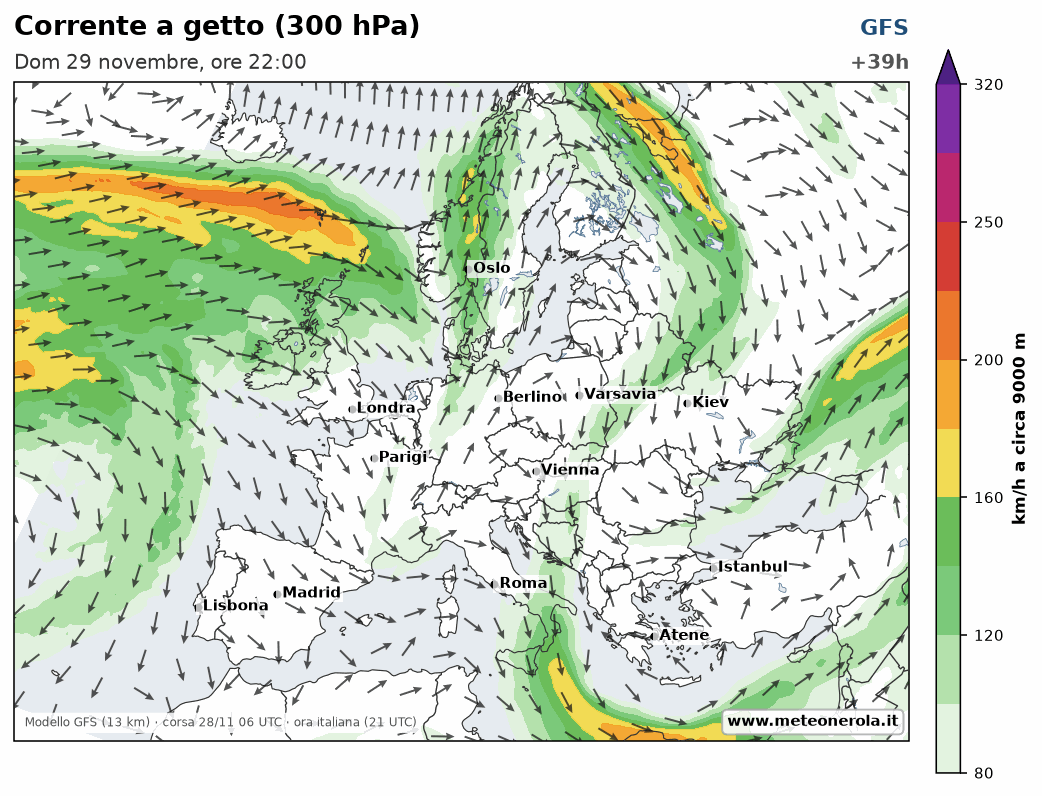 Corrente a getto (300 hPa)
GFS
Dom 29 novembre, ore 22:00
+39h
320
250
200
160
120
80
km/h a circa 9000 m
Oslo
Londra
Berlino
Varsavia
Kiev
Parigi
Vienna
Istanbul
Roma
Madrid
Lisbona
Atene
Modello GFS (13 km) · corsa 28/11 06 UTC · ora italiana (21 UTC)
www.meteonerola.it